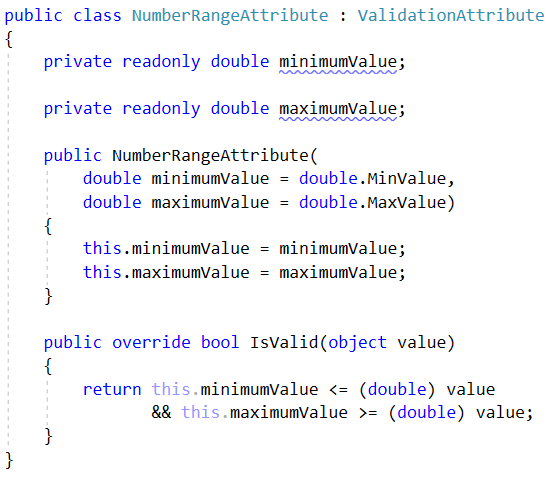 public class NumberRangeAttribute : ValidationAttribute
{
    private readonly double minimumValue;
    private readonly double maximumValue;
    public NumberRangeAttribute(
        double minimumValue = double.MinValue,
        double maximumValue = double.MaxValue)
    {
        this.minimumValue = minimumValue;
        this.maximumValue = maximumValue;
    }
    public override bool IsValid(object value)
    {
        return this.minimumValue <= (double) value
               && this.maximumValue >= (double) value;
    }
}